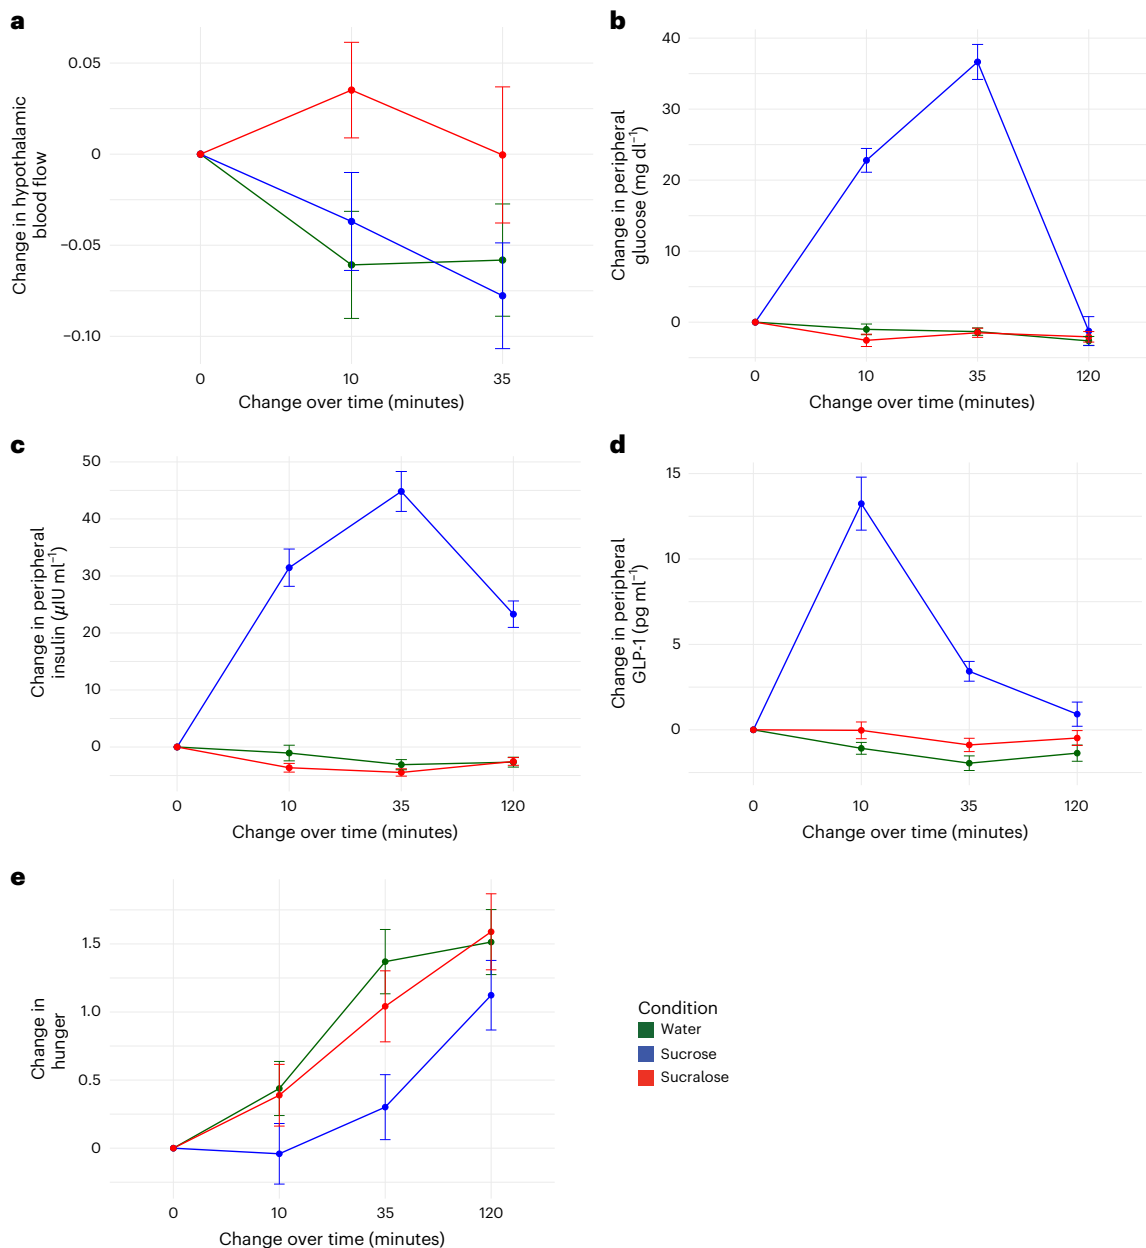 a
0.05
0
−0.05
−0.10
Change in hypothalamic
blood flow
0 10 35
Change over time (minutes)
b
40
30
20
10
0
Change in peripheral
glucose (mg dl⁻¹)
0 10 35 120
Change over time (minutes)
c
50
40
30
20
10
0
Change in peripheral
insulin (µIU ml⁻¹)
0 10 35 120
Change over time (minutes)
d
15
10
5
0
Change in peripheral
GLP-1 (pg ml⁻¹)
0 10 35 120
Change over time (minutes)
e
1.5
1.0
0.5
0
Change in
hunger
0 10 35 120
Change over time (minutes)
Condition
Water
Sucrose
Sucralose